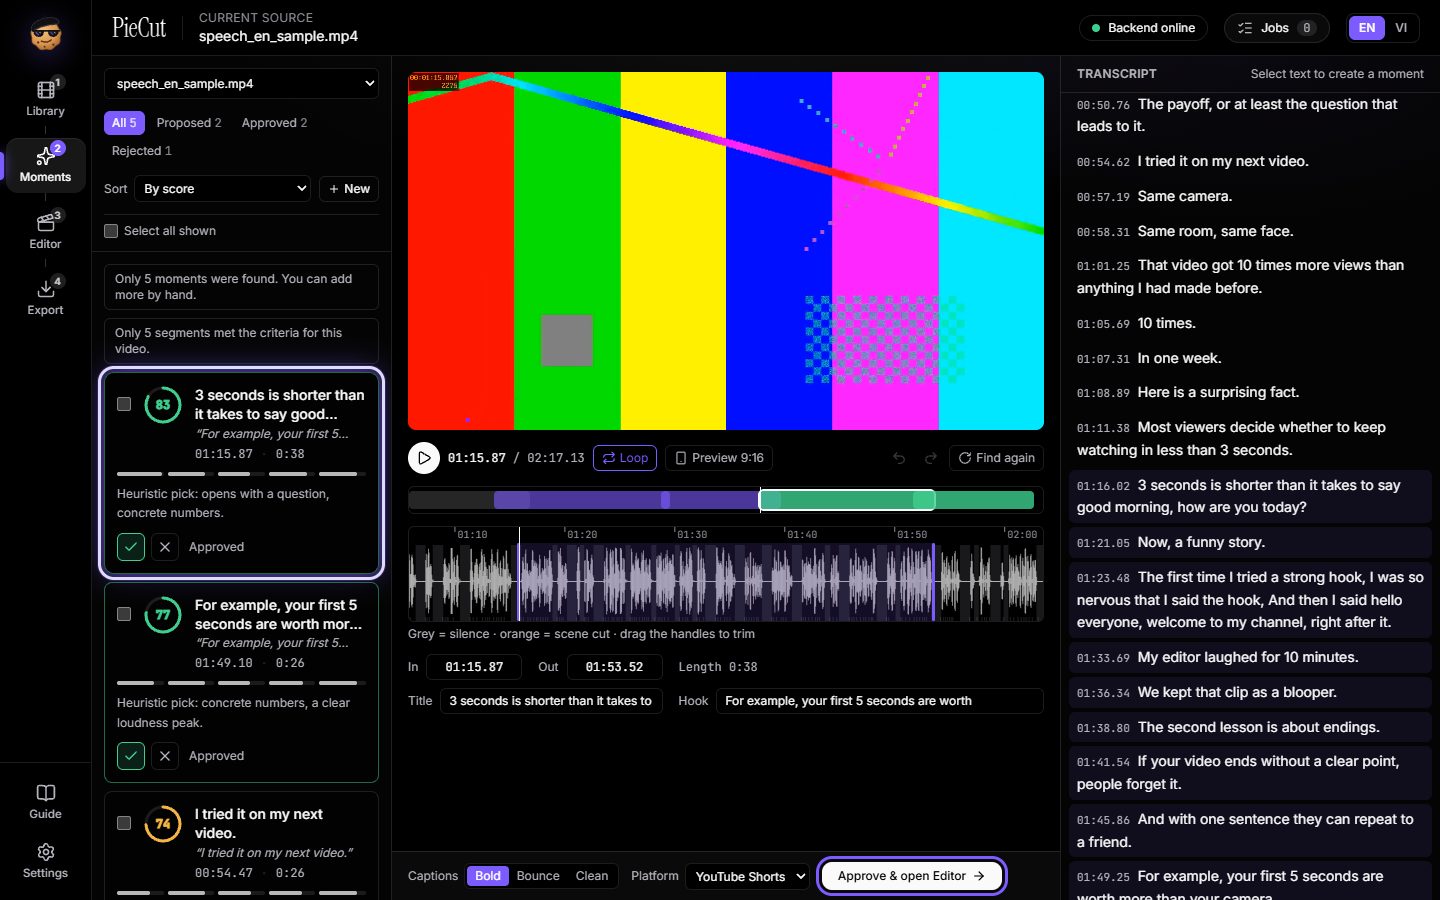 PieCut
CURRENT SOURCE
speech_en_sample.mp4
Backend online
Jobs 0
EN VI
1
Library
2
Moments
3
Editor
4
Export
Guide
Settings
speech_en_sample.mp4
All 5 Proposed 2 Approved 2
Rejected 1
Sort By score + New
Select all shown
Only 5 moments were found. You can add
more by hand.
Only 5 segments met the criteria for this
video.
83
3 seconds is shorter than
it takes to say good...
“For example, your first 5...
01:15.87 · 0:38
Heuristic pick: opens with a question,
concrete numbers.
Approved
77
For example, your first 5
seconds are worth mor...
“For example, your first 5...
01:49.10 · 0:26
Heuristic pick: concrete numbers, a clear
loudness peak.
Approved
74
I tried it on my next
video.
“I tried it on my next video.”
00:54.47 · 0:26
00:01:15.867
2275
01:15.87 / 02:17.13 Loop Preview 9:16 Find again
01:10 01:20 01:30 01:40 01:50 02:00
Grey = silence · orange = scene cut · drag the handles to trim
In 01:15.87 Out 01:53.52 Length 0:38
Title 3 seconds is shorter than it takes to Hook For example, your first 5 seconds are worth
Captions Bold Bounce Clean Platform YouTube Shorts Approve & open Editor →
TRANSCRIPT Select text to create a moment
00:50.76 The payoff, or at least the question that
leads to it.
00:54.62 I tried it on my next video.
00:57.19 Same camera.
00:58.31 Same room, same face.
01:01.25 That video got 10 times more views than
anything I had made before.
01:05.69 10 times.
01:07.31 In one week.
01:08.89 Here is a surprising fact.
01:11.38 Most viewers decide whether to keep
watching in less than 3 seconds.
01:16.02 3 seconds is shorter than it takes to say
good morning, how are you today?
01:21.05 Now, a funny story.
01:23.48 The first time I tried a strong hook, I was so
nervous that I said the hook, And then I said hello
everyone, welcome to my channel, right after it.
01:33.69 My editor laughed for 10 minutes.
01:36.34 We kept that clip as a blooper.
01:38.80 The second lesson is about endings.
01:41.54 If your video ends without a clear point,
people forget it.
01:45.86 And with one sentence they can repeat to
a friend.
01:49.25 For example, your first 5 seconds are
worth more than your camera.